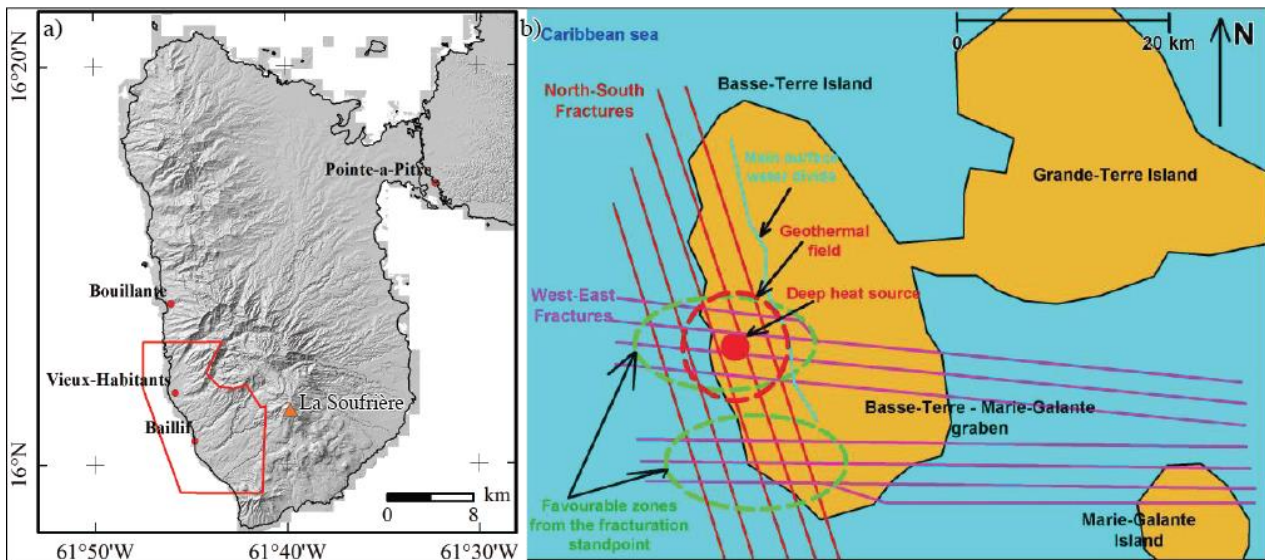 a)
16°20'N
16°N
Pointe-a-Pitre
Bouillante
Vieux-Habitants
La Soufrière
Baillif
km
0 8
61°50'W 61°40'W 61°30'W
b)
Caribbean sea
0 20 km
N
Basse-Terre Island
North-South
Fractures
Main surface
water divide
Grande-Terre Island
Geothermal
field
Deep heat source
West-East
Fractures
Basse-Terre - Marie-Galante
graben
Favourable zones
from the fracturation
standpoint
Marie-Galante
Island